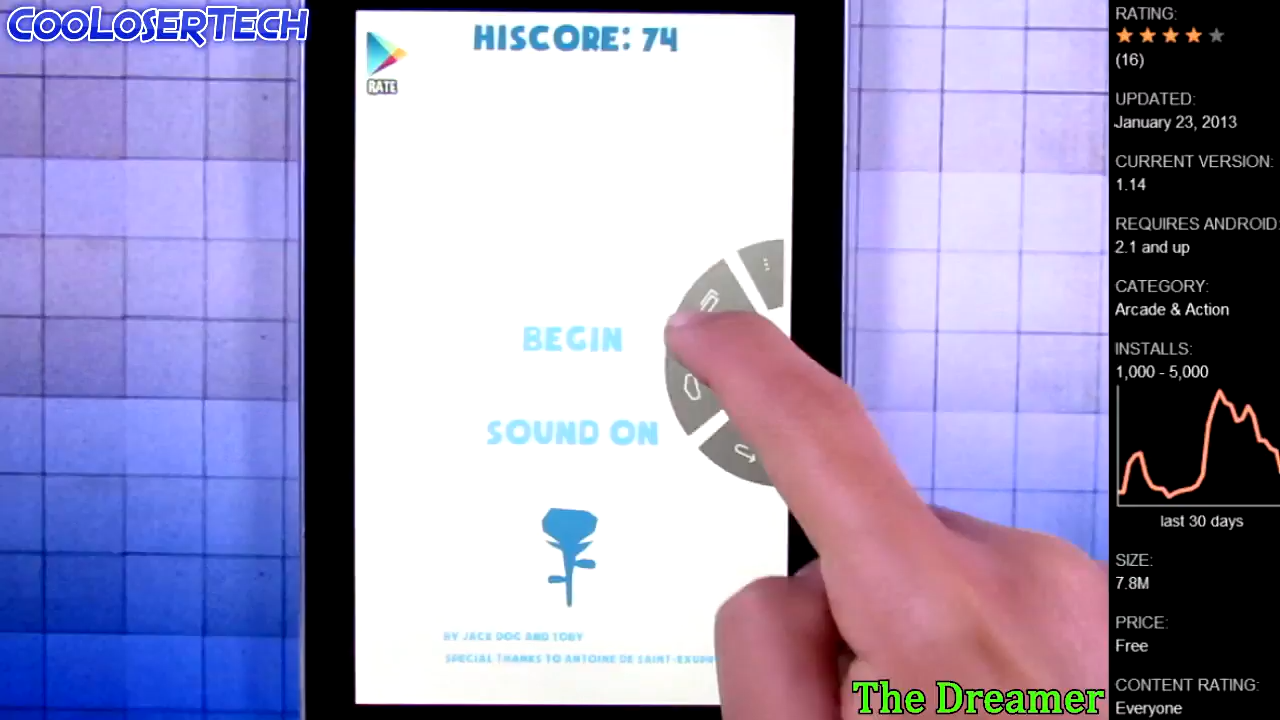 COOLOSERTECH
HISCORE: 74
RATE
BEGIN
SOUND ON
BY JACK DOG AND TOBY
SPECIAL THANKS TO ANTOINE DE SAINT-EXUP
The Dreamer
RATING:
(16)
UPDATED:
January 23, 2013
CURRENT VERSION:
1.14
REQUIRES ANDROID:
2.1 and up
CATEGORY:
Arcade & Action
INSTALLS:
1,000 - 5,000
last 30 days
SIZE:
7.8M
PRICE:
Free
CONTENT RATING:
Everyone